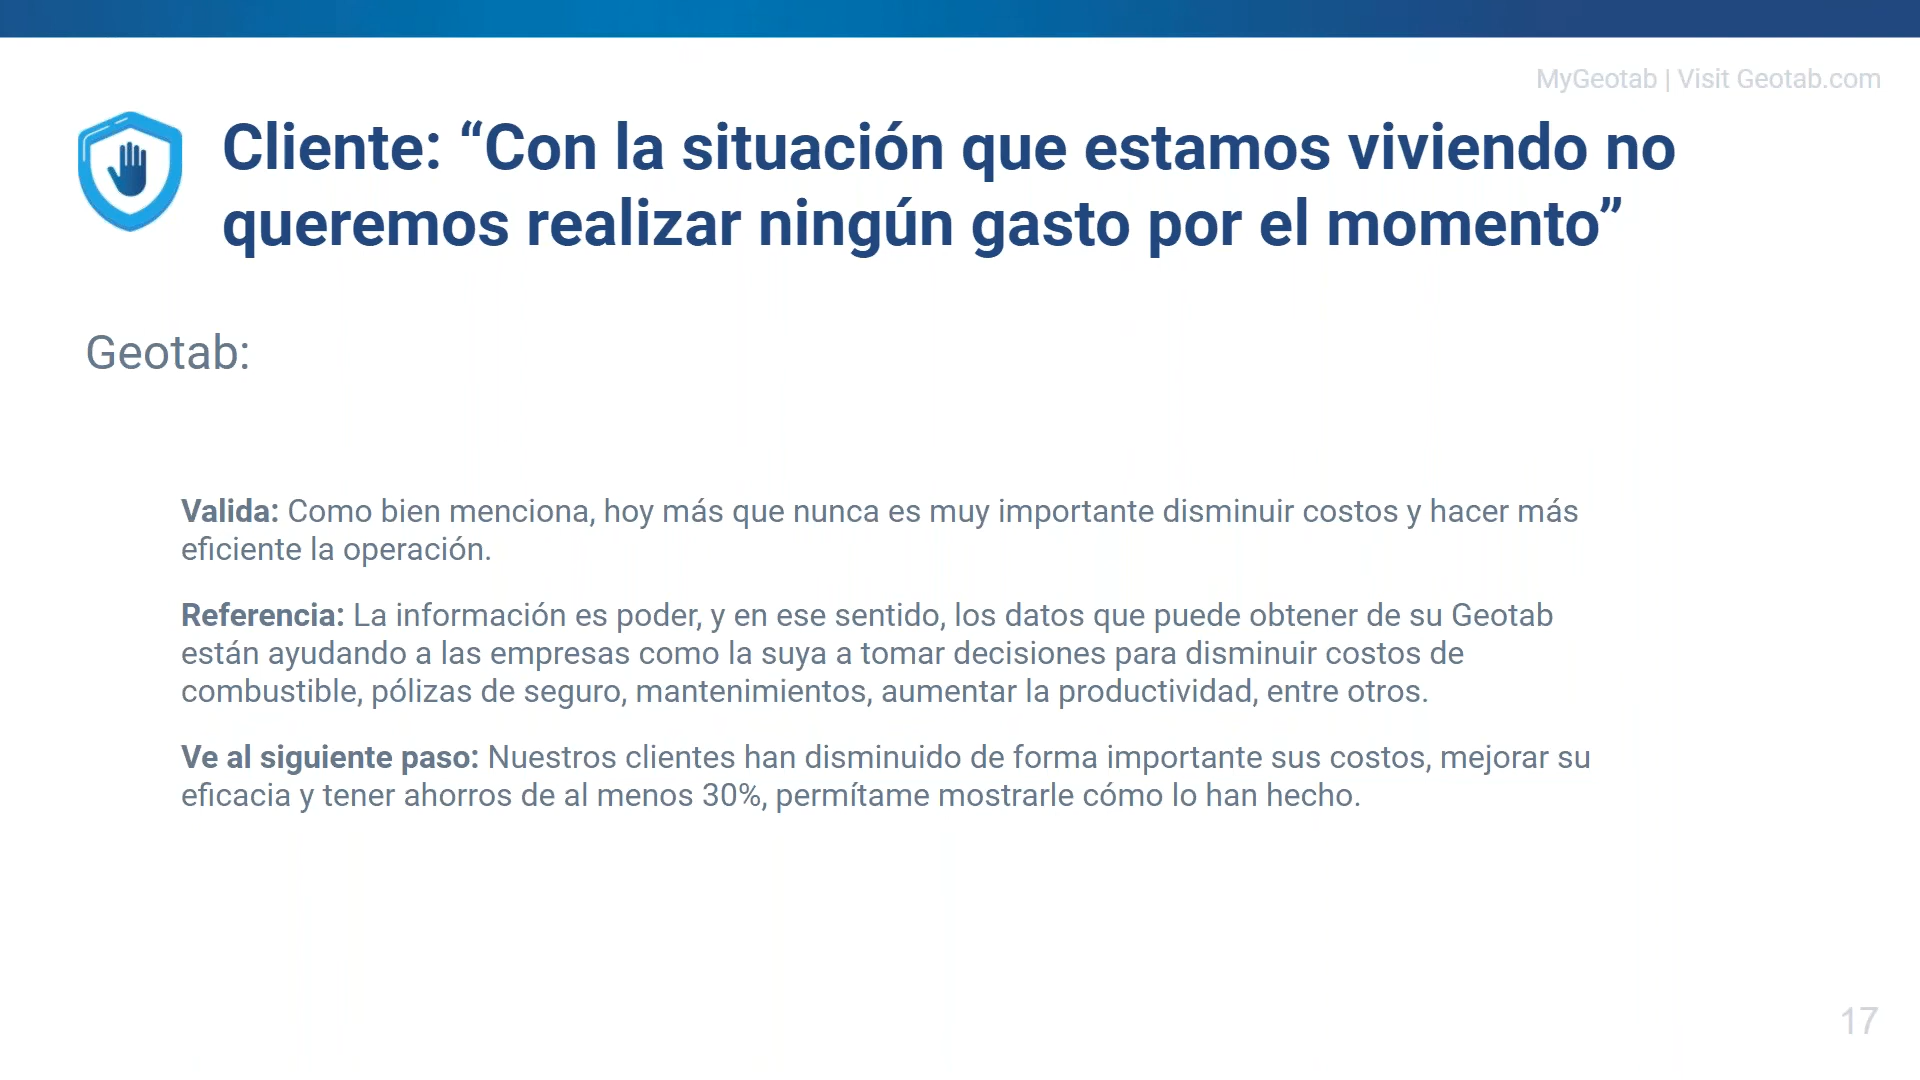 MyGeotab | Visit Geotab.com
Cliente: “Con la situación que estamos viviendo no
queremos realizar ningún gasto por el momento”
Geotab:
Valida: Como bien menciona, hoy más que nunca es muy importante disminuir costos y hacer más
eficiente la operación.
Referencia: La información es poder, y en ese sentido, los datos que puede obtener de su Geotab
están ayudando a las empresas como la suya a tomar decisiones para disminuir costos de
combustible, pólizas de seguro, mantenimientos, aumentar la productividad, entre otros.
Ve al siguiente paso: Nuestros clientes han disminuido de forma importante sus costos, mejorar su
eficacia y tener ahorros de al menos 30%, permítame mostrarle cómo lo han hecho.
17